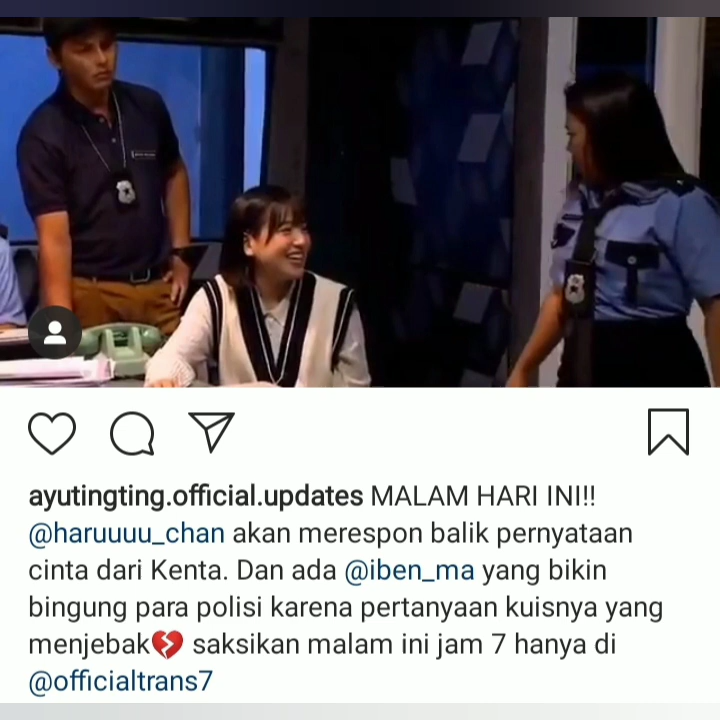 ayutingting.official.updates MALAM HARI INI!!
@haruuuu_chan akan merespon balik pernyataan
cinta dari Kenta. Dan ada @iben_ma yang bikin
bingung para polisi karena pertanyaan kuisnya yang
menjebak💔 saksikan malam ini jam 7 hanya di
@officialtrans7